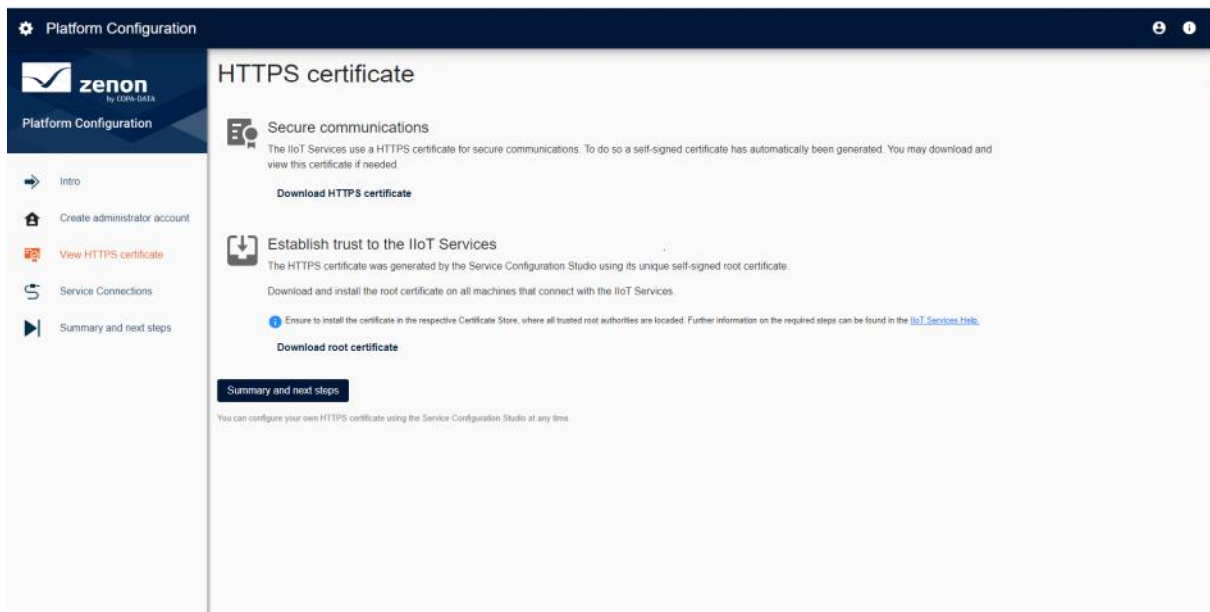 Platform Configuration
zenon
by COPA-DATA
Platform Configuration
Intro
Create administrator account
View HTTPS certificate
Service Connections
Summary and next steps
HTTPS certificate
Secure communications
The IIoT Services use a HTTPS certificate for secure communications. To do so a self-signed certificate has automatically been generated. You may download and
view this certificate if needed.
Download HTTPS certificate
Establish trust to the IIoT Services
The HTTPS certificate was generated by the Service Configuration Studio using its unique self-signed root certificate.
Download and install the root certificate on all machines that connect with the IIoT Services.
Ensure to install the certificate in the respective Certificate Store, where all trusted root authorities are locaded. Further information on the required steps can be found in the IIoT Services Help.
Download root certificate
Summary and next steps
You can configure your own HTTPS certificate using the Service Configuration Studio at any time.